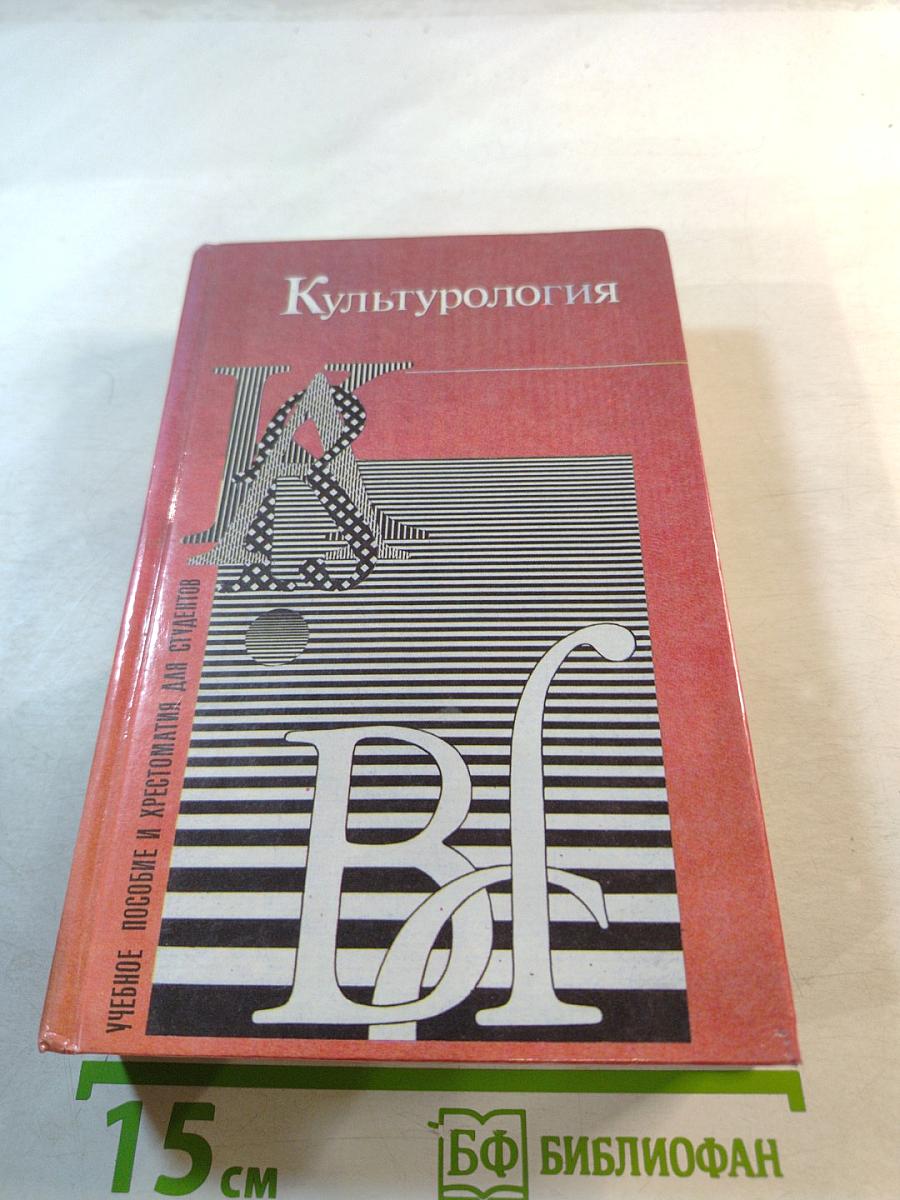 Культурология
УЧЕБНОЕ ПОСОБИЕ И ХРЕСТОМАТИЯ ДЛЯ СТУДЕНТОВ
15 см
БФ БИБЛИОФАН